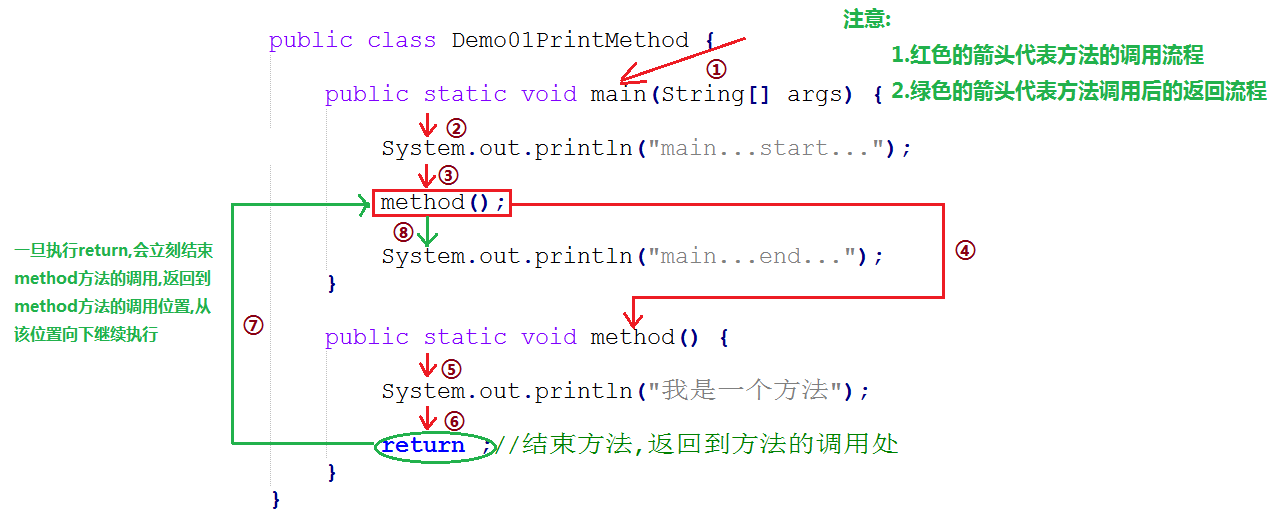 注意:
1.红色的箭头代表方法的调用流程
2.绿色的箭头代表方法调用后的返回流程
public class Demo01PrintMethod {
①
public static void main(String[] args) {
②
System.out.println("main...start...");
③
method();
④
⑧
System.out.println("main...end...");
}
一旦执行return,会立刻结束
method方法的调用,返回到
method方法的调用位置,从
该位置向下继续执行
⑦
public static void method() {
⑤
System.out.println("我是一个方法");
⑥
return ;//结束方法,返回到方法的调用处
}
}